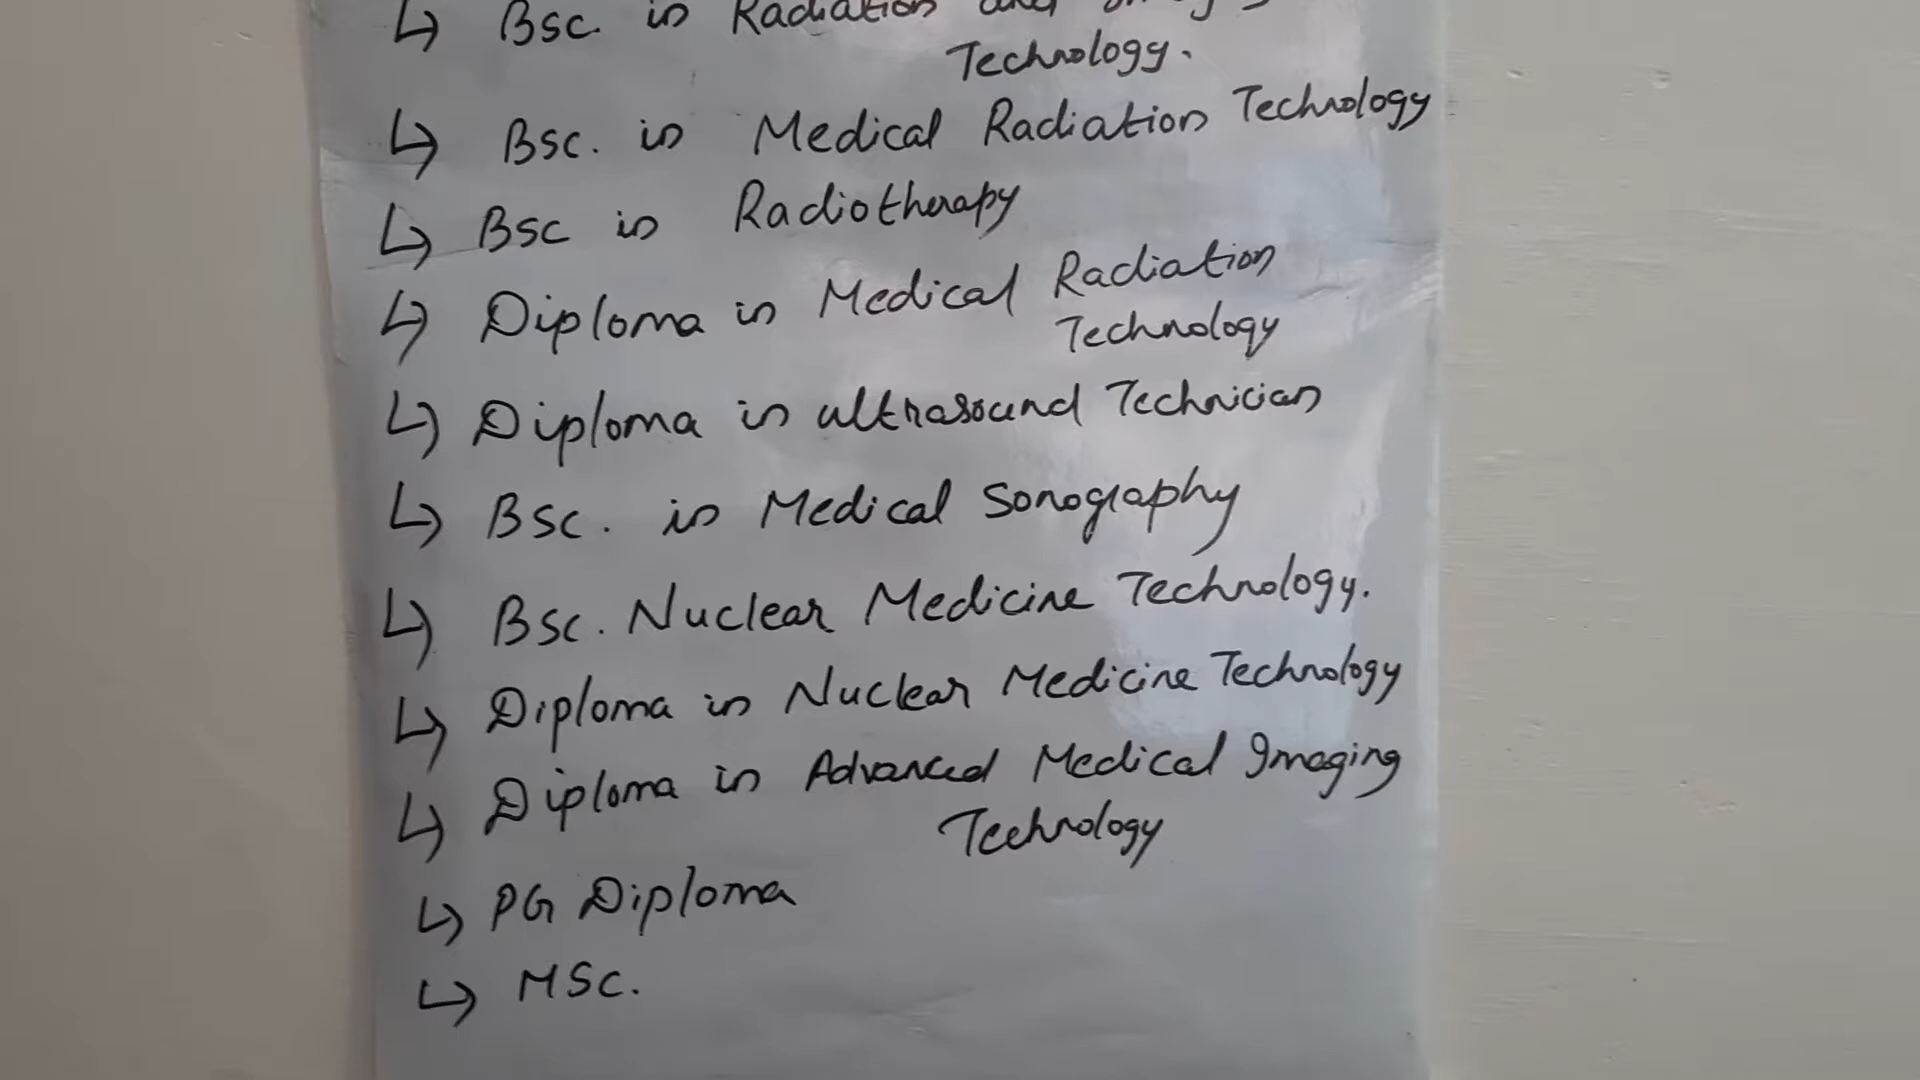 ↳ Bsc. in Radiation and
Technology.
↳ Bsc. in Medical Radiation Technology
↳ Bsc in Radiotherapy
↳ Diploma in Medical Radiation
Technology
↳ Diploma in ultrasound Technician
↳ Bsc. in Medical Sonography
↳ Bsc. Nuclear Medicine Technology.
↳ Diploma in Nuclear Medicine Technology
↳ Diploma in Advanced Medical Imaging
Technology
↳ PG Diploma
↳ MSc.